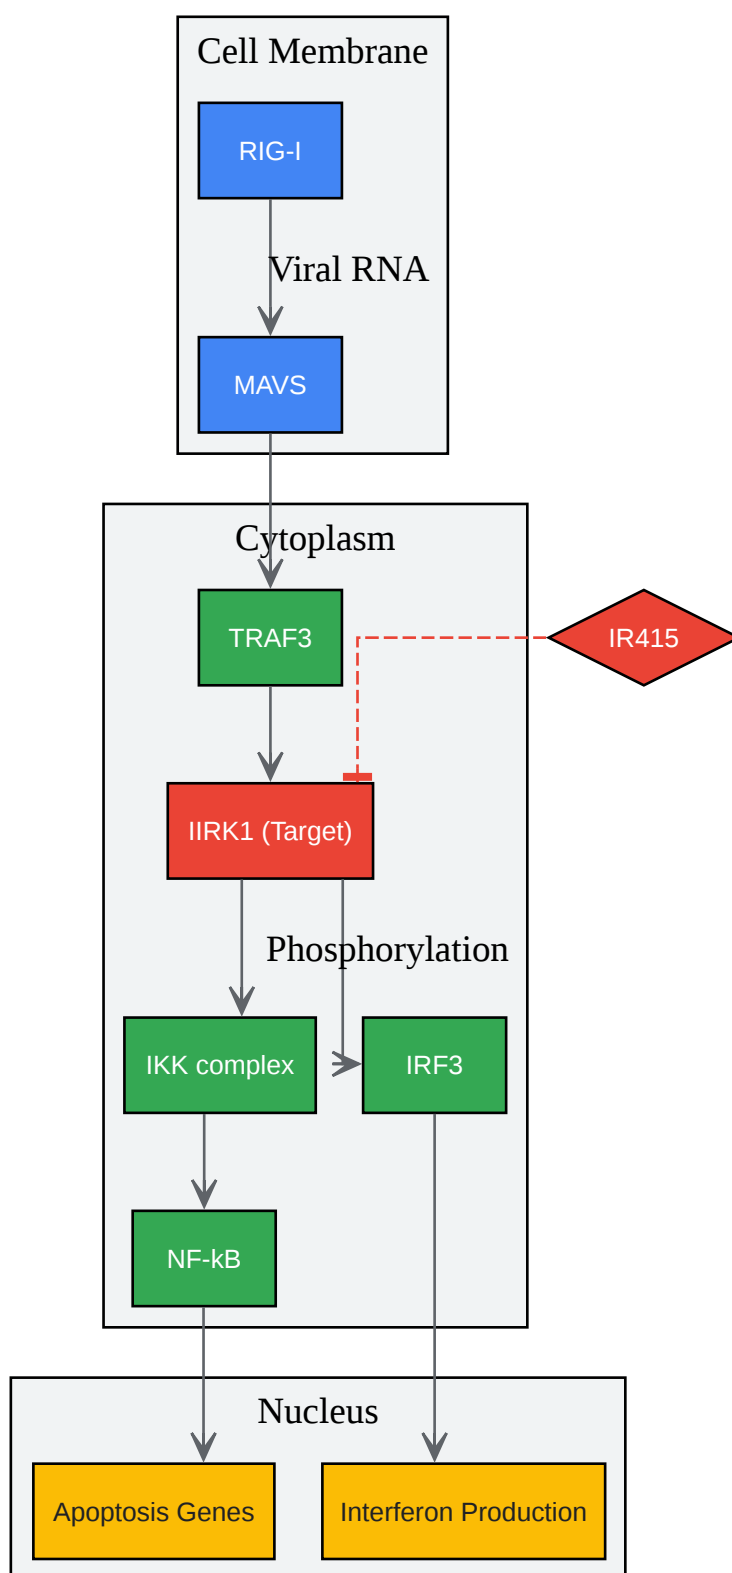 Cell Membrane
RIG-I
Viral RNA
MAVS
Cytoplasm
TRAF3
IR415
IIRK1 (Target)
Phosphorylation
IKK complex
IRF3
NF-kB
Nucleus
Apoptosis Genes
Interferon Production